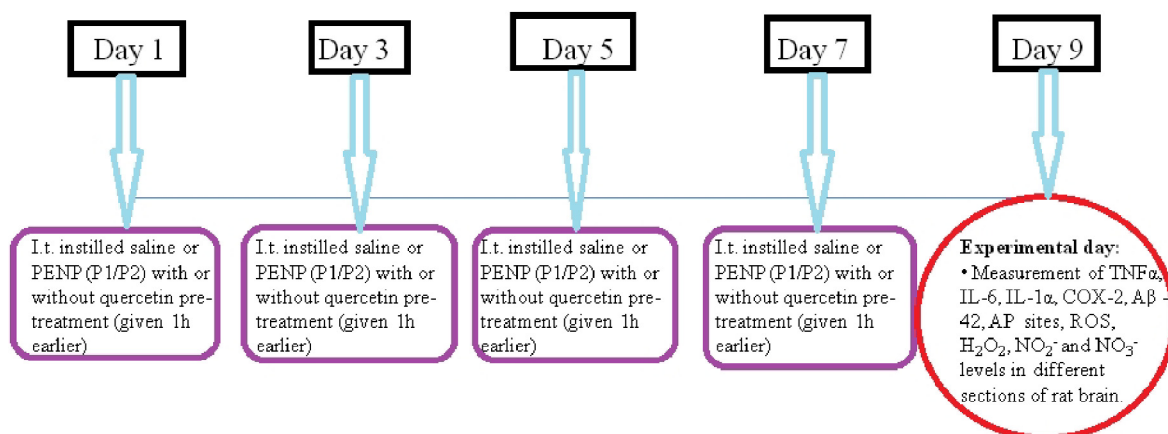 Day 1
Day 3
Day 5
Day 7
Day 9
I.t. instilled saline or
PENP (P1/P2) with or
without quercetin pre-
treatment (given 1h
earlier)
I.t. instilled saline or
PENP (P1/P2) with or
without quercetin pre-
treatment (given 1h
earlier)
I.t. instilled saline or
PENP (P1/P2) with or
without quercetin pre-
treatment (given 1h
earlier)
I.t. instilled saline or
PENP (P1/P2) with or
without quercetin pre-
treatment (given 1h
earlier)
Experimental day:
• Measurement of TNFα,
IL-6, IL-1α, COX-2, Aβ -
42, AP sites, ROS,
H₂O₂, NO₂⁻ and NO₃⁻
levels in different
sections of rat brain.